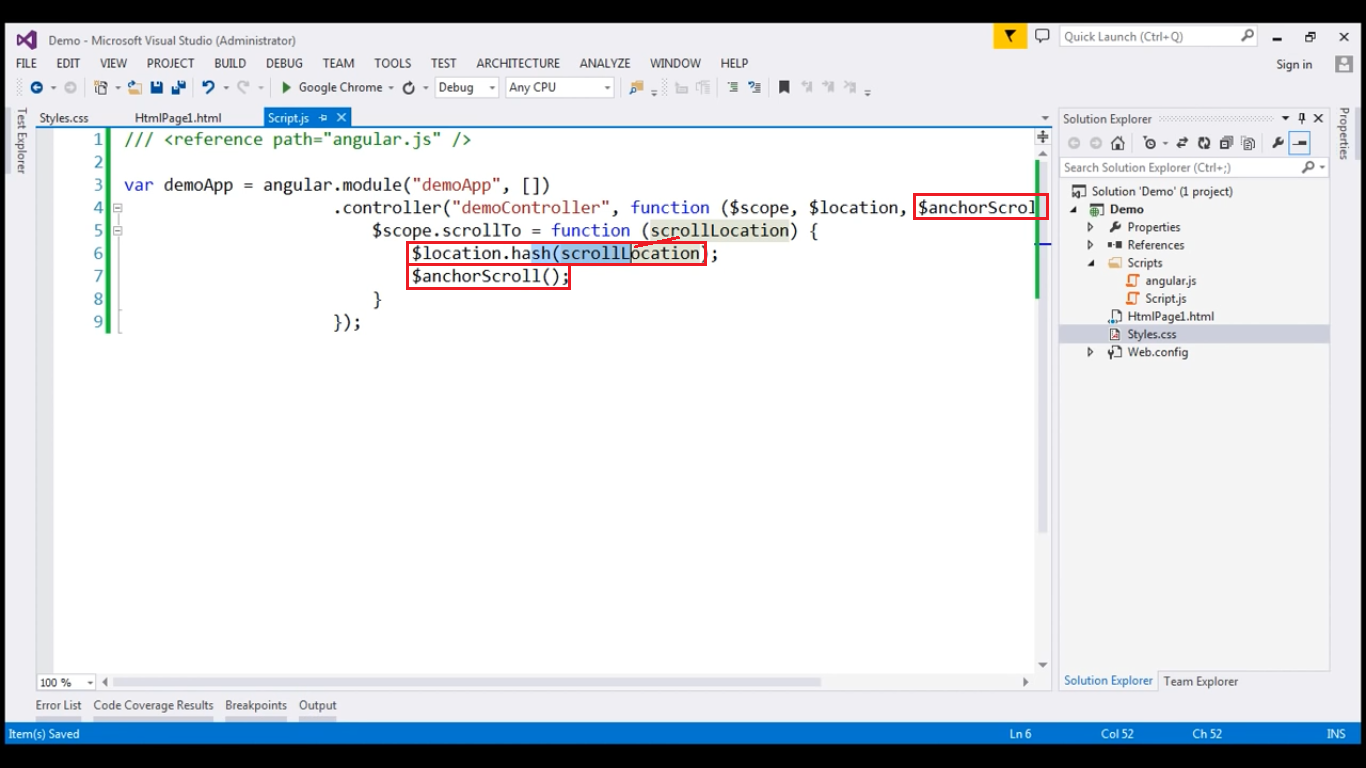 Demo - Microsoft Visual Studio (Administrator)
Quick Launch (Ctrl+Q)
FILE EDIT VIEW PROJECT BUILD DEBUG TEAM TOOLS TEST ARCHITECTURE ANALYZE WINDOW HELP
Sign in
Google Chrome Debug Any CPU
Test Explorer
Styles.css HtmlPage1.html Script.js
1 /// <reference path="angular.js" />
2
3 var demoApp = angular.module("demoApp", [])
4 .controller("demoController", function ($scope, $location, $anchorScrol
5 $scope.scrollTo = function (scrollLocation) {
6 $location.hash(scrollLocation);
7 $anchorScroll();
8 }
9 });
100 %
Solution Explorer
Search Solution Explorer (Ctrl+;)
Solution 'Demo' (1 project)
Demo
Properties
References
Scripts
angular.js
Script.js
HtmlPage1.html
Styles.css
Web.config
Solution Explorer Team Explorer
Properties
Error List Code Coverage Results Breakpoints Output
Item(s) Saved Ln 6 Col 52 Ch 52 INS